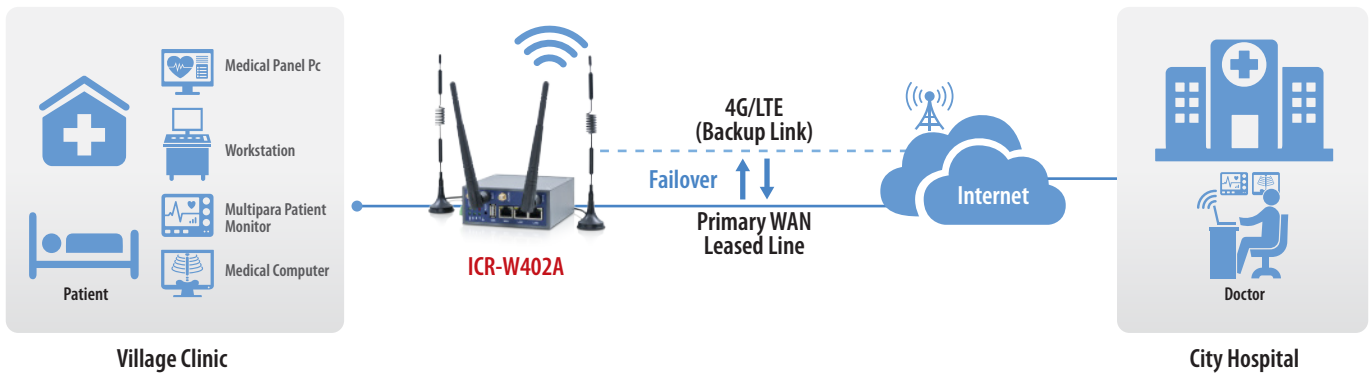 Medical Panel Pc
Workstation
Multipara Patient
Monitor
Medical Computer
Patient
Village Clinic
ICR-W402A
4G/LTE
(Backup Link)
Failover
Primary WAN
Leased Line
Internet
Doctor
City Hospital